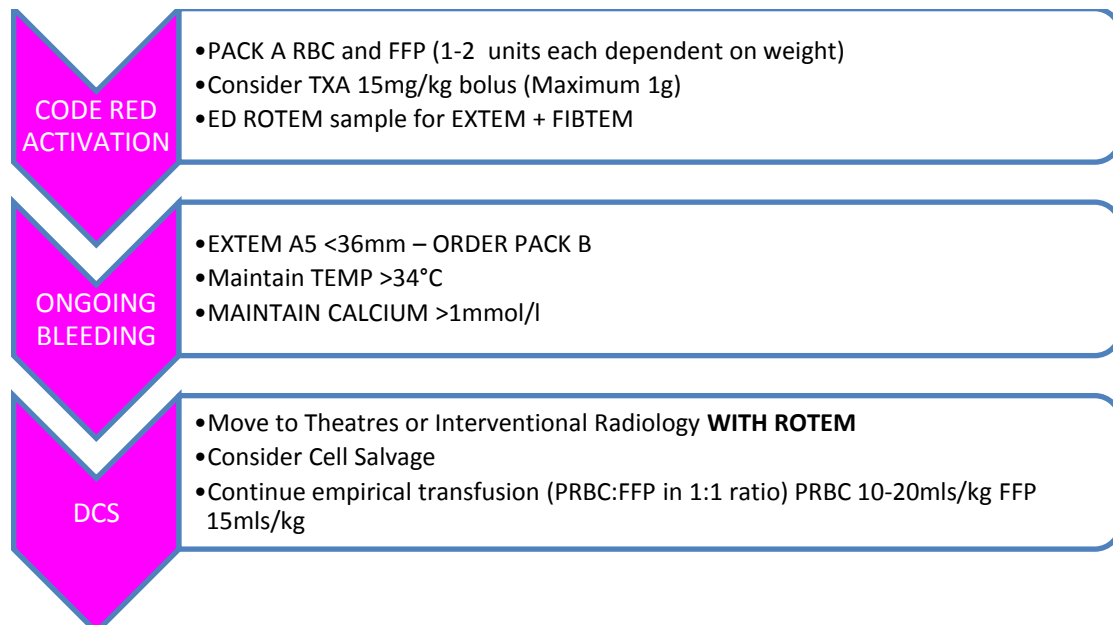 CODE RED
ACTIVATION
•PACK A RBC and FFP (1-2 units each dependent on weight)
•Consider TXA 15mg/kg bolus (Maximum 1g)
•ED ROTEM sample for EXTEM + FIBTEM
ONGOING
BLEEDING
•EXTEM A5 <36mm – ORDER PACK B
•Maintain TEMP >34°C
•MAINTAIN CALCIUM >1mmol/l
DCS
•Move to Theatres or Interventional Radiology WITH ROTEM
•Consider Cell Salvage
•Continue empirical transfusion (PRBC:FFP in 1:1 ratio) PRBC 10-20mls/kg FFP
15mls/kg